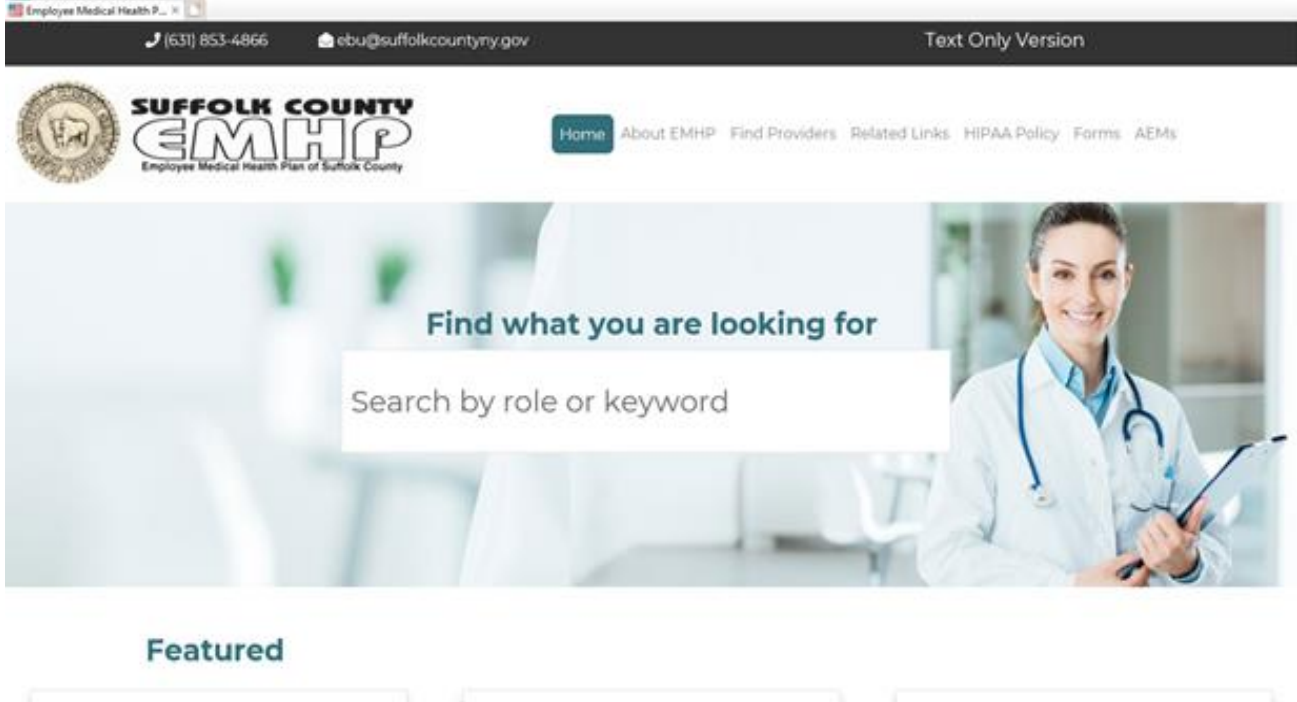 Employee Medical Health P...
(631) 853-4866 ebu@suffolkcountyny.gov Text Only Version
SUFFOLK COUNTY
EMHP
Employee Medical Health Plan of Suffolk County
Home About EMHP Find Providers Related Links HIPAA Policy Forms AEMs
Find what you are looking for
Search by role or keyword
Featured